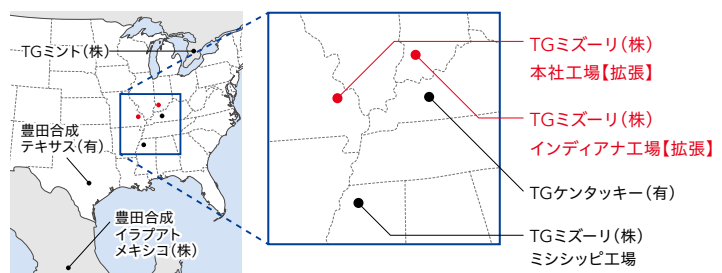 TGミント(株)
豊田合成
テキサス(有)
豊田合成
イラプアト
メキシコ(株)
TGミズーリ(株)
本社工場【拡張】
TGミズーリ(株)
インディアナ工場【拡張】
TGケンタッキー(有)
TGミズーリ(株)
ミシシッピ工場